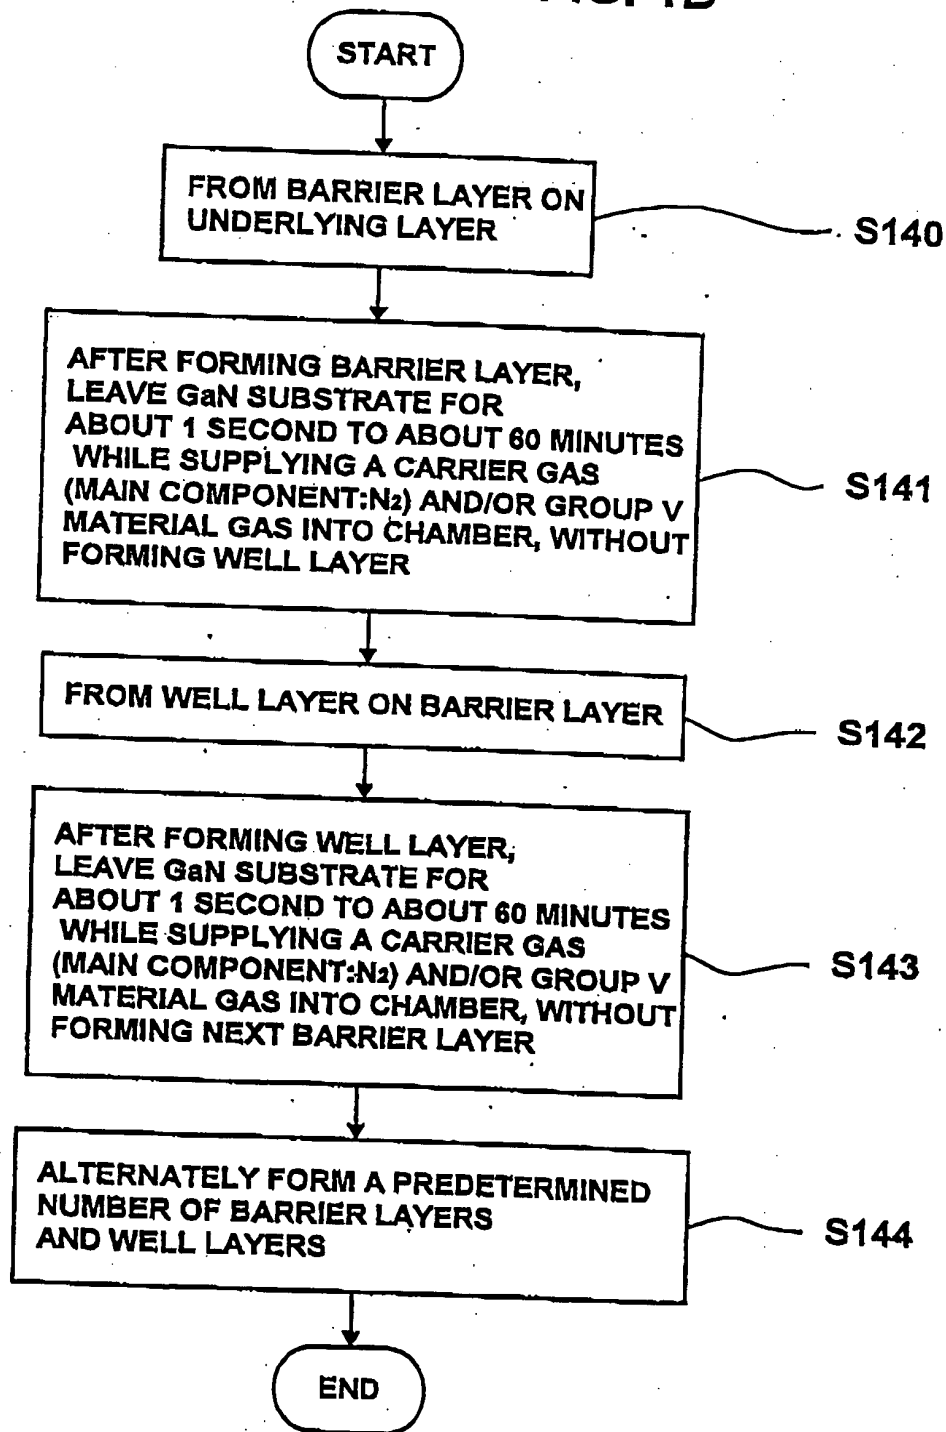 START
FROM BARRIER LAYER ON
UNDERLYING LAYER
S140
AFTER FORMING BARRIER LAYER,
LEAVE GaN SUBSTRATE FOR
ABOUT 1 SECOND TO ABOUT 60 MINUTES
WHILE SUPPLYING A CARRIER GAS
(MAIN COMPONENT:N₂) AND/OR GROUP V
MATERIAL GAS INTO CHAMBER, WITHOUT
FORMING WELL LAYER
S141
FROM WELL LAYER ON BARRIER LAYER
S142
AFTER FORMING WELL LAYER,
LEAVE GaN SUBSTRATE FOR
ABOUT 1 SECOND TO ABOUT 60 MINUTES
WHILE SUPPLYING A CARRIER GAS
(MAIN COMPONENT:N₂) AND/OR GROUP V
MATERIAL GAS INTO CHAMBER, WITHOUT
FORMING NEXT BARRIER LAYER
S143
ALTERNATELY FORM A PREDETERMINED
NUMBER OF BARRIER LAYERS
AND WELL LAYERS
S144
END